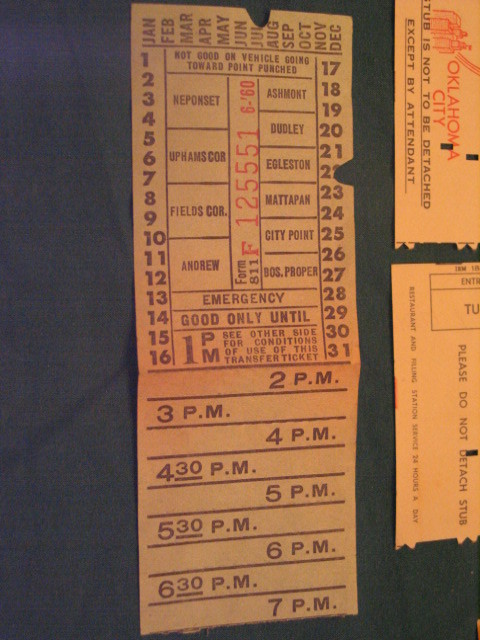 JAN FEB MAR APR MAY JUN JUL AUG SEP OCT NOV DEC
NOT GOOD ON VEHICLE GOING
TOWARD POINT PUNCHED
1
2
3
4
5
6
7
8
9
10
11
12
13
14
15
16
NEPONSET
UPHAMS COR
FIELDS COR.
ANDREW
6-'60
125551
F
Form
811
ASHMONT
DUDLEY
EGLESTON
MATTAPAN
CITY POINT
BOS. PROPER
17
18
19
20
21
22
23
24
25
26
27
28
29
30
31
EMERGENCY
GOOD ONLY UNTIL
1 PM
SEE OTHER SIDE
FOR CONDITIONS
OF USE OF THIS
TRANSFER TICKET
2 P.M.
3 P.M.
4 P.M.
430 P.M.
5 P.M.
530 P.M.
6 P.M.
630 P.M.
7 P.M.
OKLAHOMA
CITY
STUB IS NOT TO BE DETACHED
EXCEPT BY ATTENDANT
IBM
ENTI
TU
PLEASE DO NOT DETACH STUB
RESTAURANT AND FILLING STATION SERVICE 24 HOURS A DAY